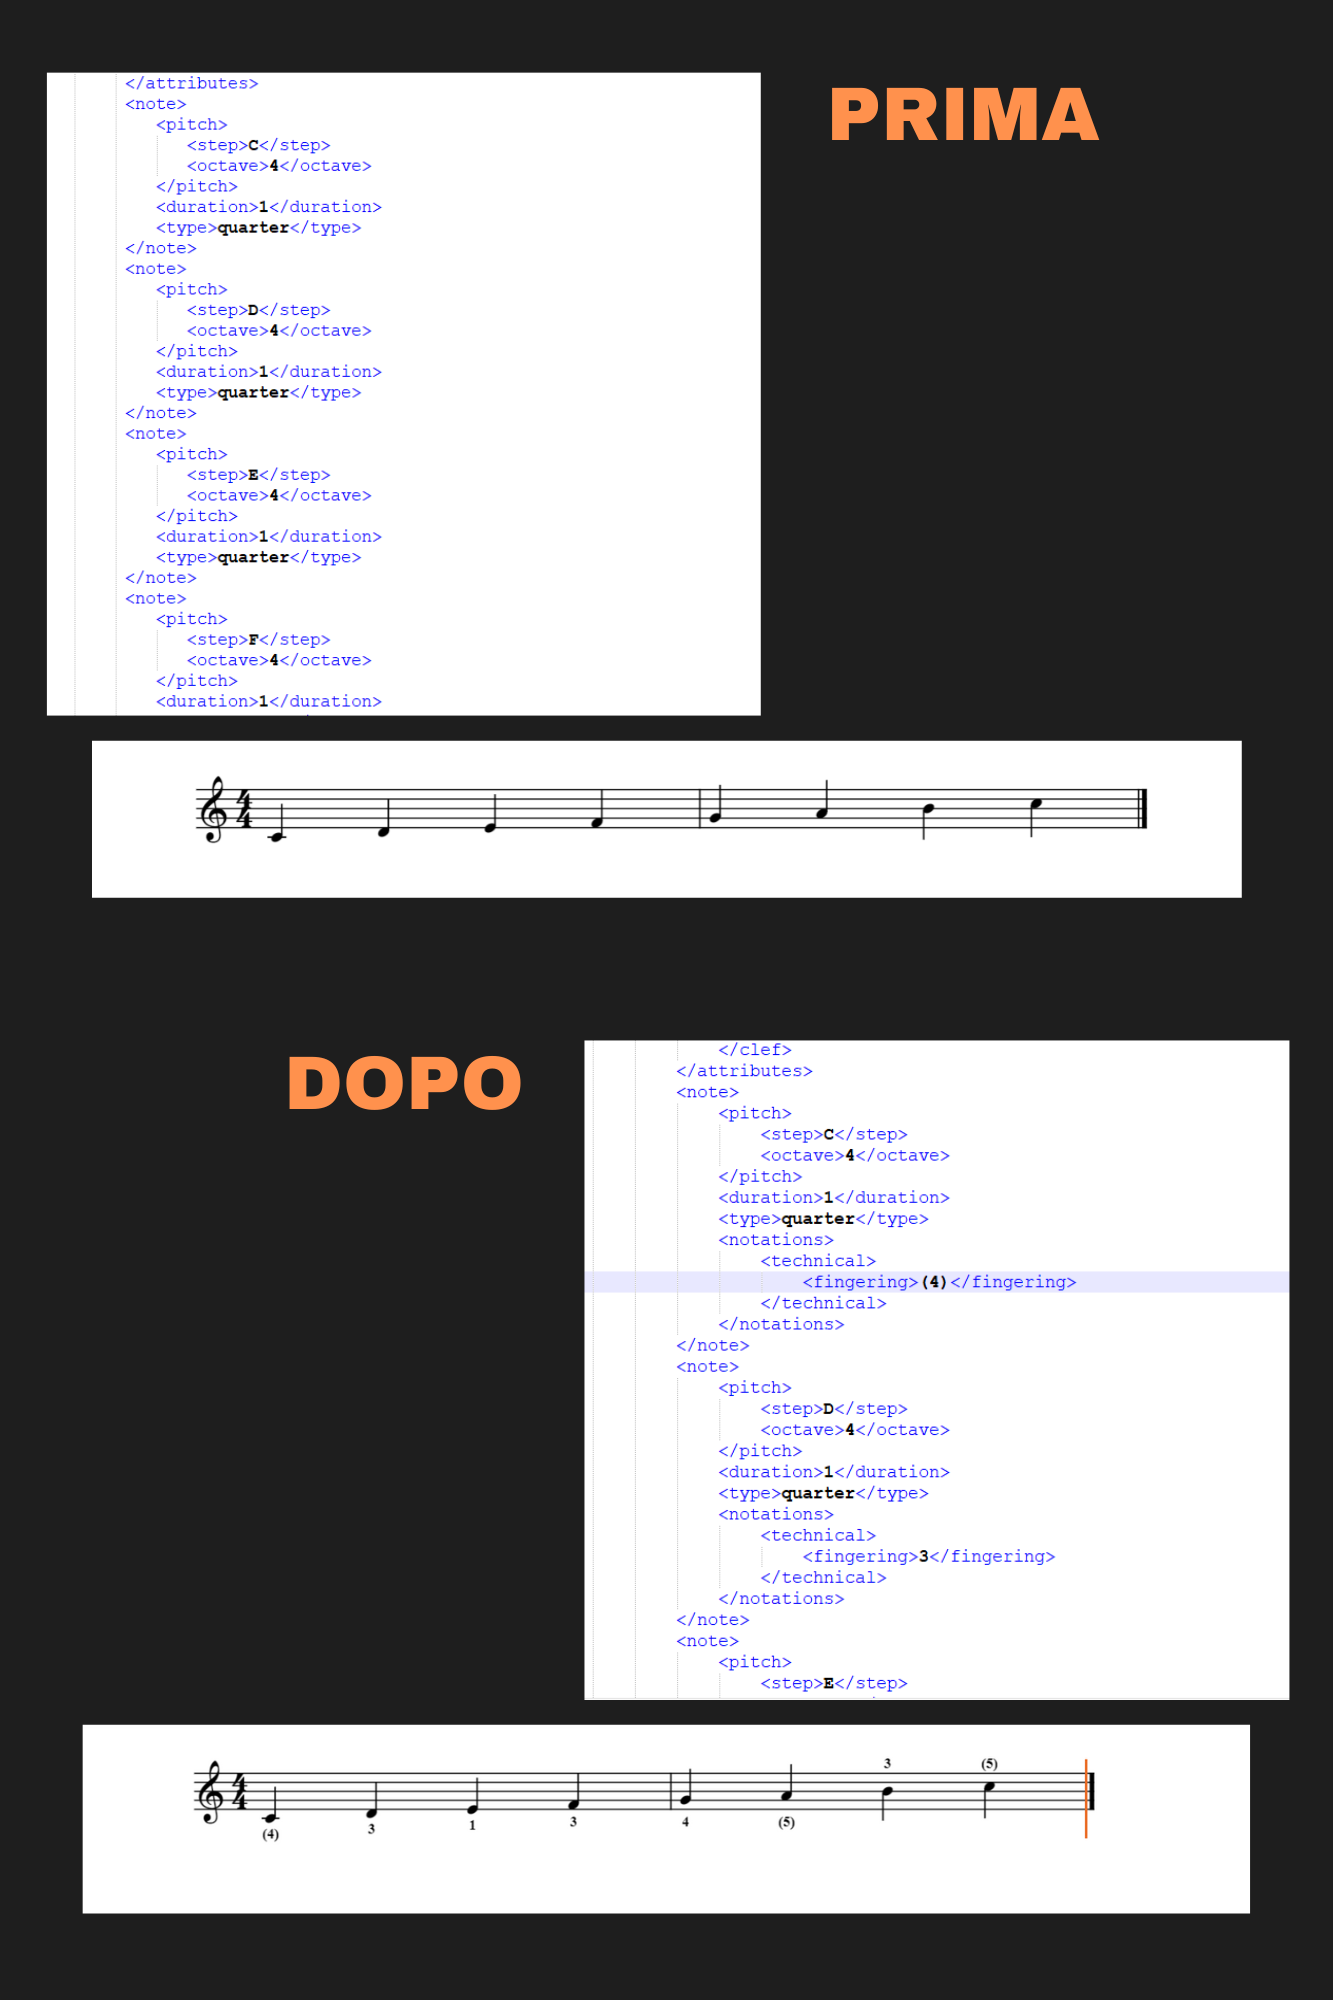 PRIMA
</attributes>
<note>
<pitch>
<step>C</step>
<octave>4</octave>
</pitch>
<duration>1</duration>
<type>quarter</type>
</note>
<note>
<pitch>
<step>D</step>
<octave>4</octave>
</pitch>
<duration>1</duration>
<type>quarter</type>
</note>
<note>
<pitch>
<step>E</step>
<octave>4</octave>
</pitch>
<duration>1</duration>
<type>quarter</type>
</note>
<note>
<pitch>
<step>F</step>
<octave>4</octave>
</pitch>
<duration>1</duration>
4
4
DOPO
</clef>
</attributes>
<note>
<pitch>
<step>C</step>
<octave>4</octave>
</pitch>
<duration>1</duration>
<type>quarter</type>
<notations>
<technical>
<fingering>(4)</fingering>
</technical>
</notations>
</note>
<note>
<pitch>
<step>D</step>
<octave>4</octave>
</pitch>
<duration>1</duration>
<type>quarter</type>
<notations>
<technical>
<fingering>3</fingering>
</technical>
</notations>
</note>
<note>
<pitch>
<step>E</step>
3 (5)
4
4
(4) 3 1 3 4 (5)